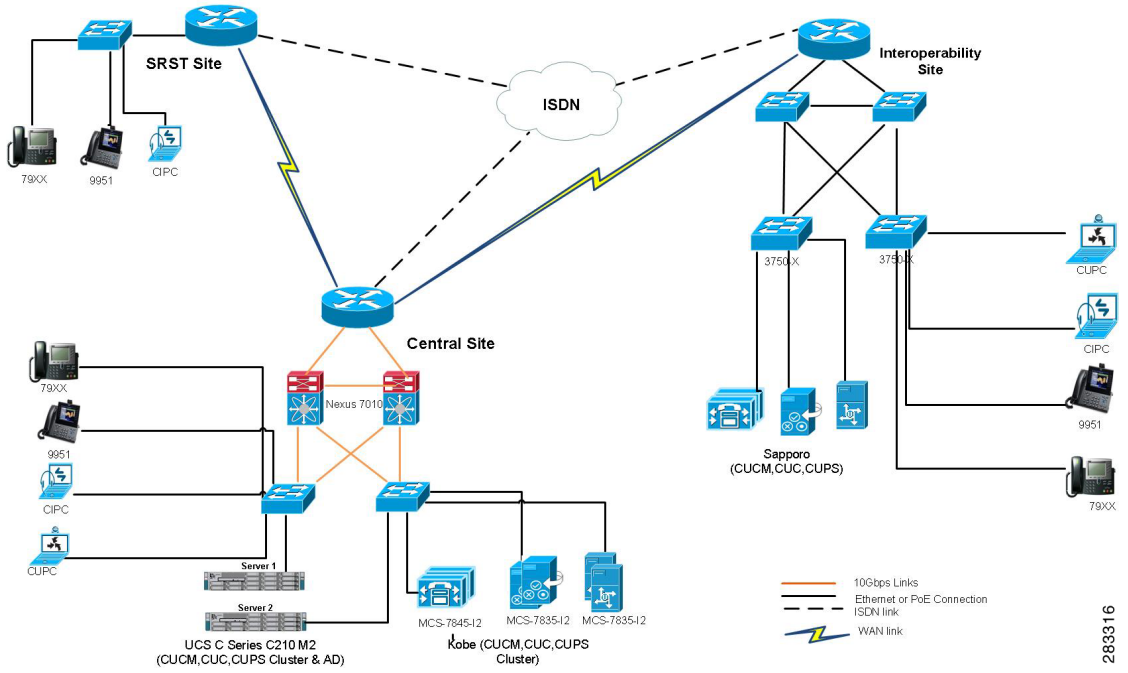 SRST Site
79XX
9951
CIPC
ISDN
Interoperability
Site
3750-X
3750-X
CUPC
CIPC
9951
79XX
Sapporo
(CUCM,CUC,CUPS)
Central Site
Nexus 7010
79XX
9951
CIPC
CUPC
Server 1
Server 2
UCS C Series C210 M2
(CUCM,CUC,CUPS Cluster & AD)
MCS-7845-I2
MCS-7835-I2
MCS-7835-I2
Kobe (CUCM,CUC,CUPS
Cluster)
10Gbps Links
Ethernet or PoE Connection
ISDN link
WAN link
283316